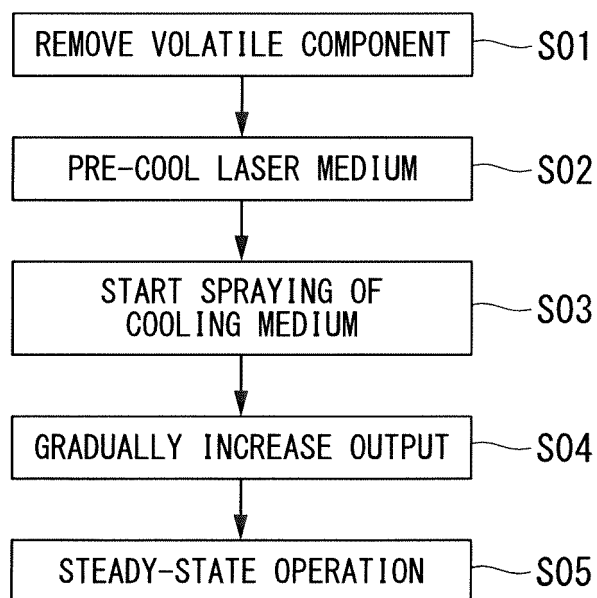 REMOVE VOLATILE COMPONENT S01
PRE-COOL LASER MEDIUM S02
START SPRAYING OF
COOLING MEDIUM S03
GRADUALLY INCREASE OUTPUT S04
STEADY-STATE OPERATION S05